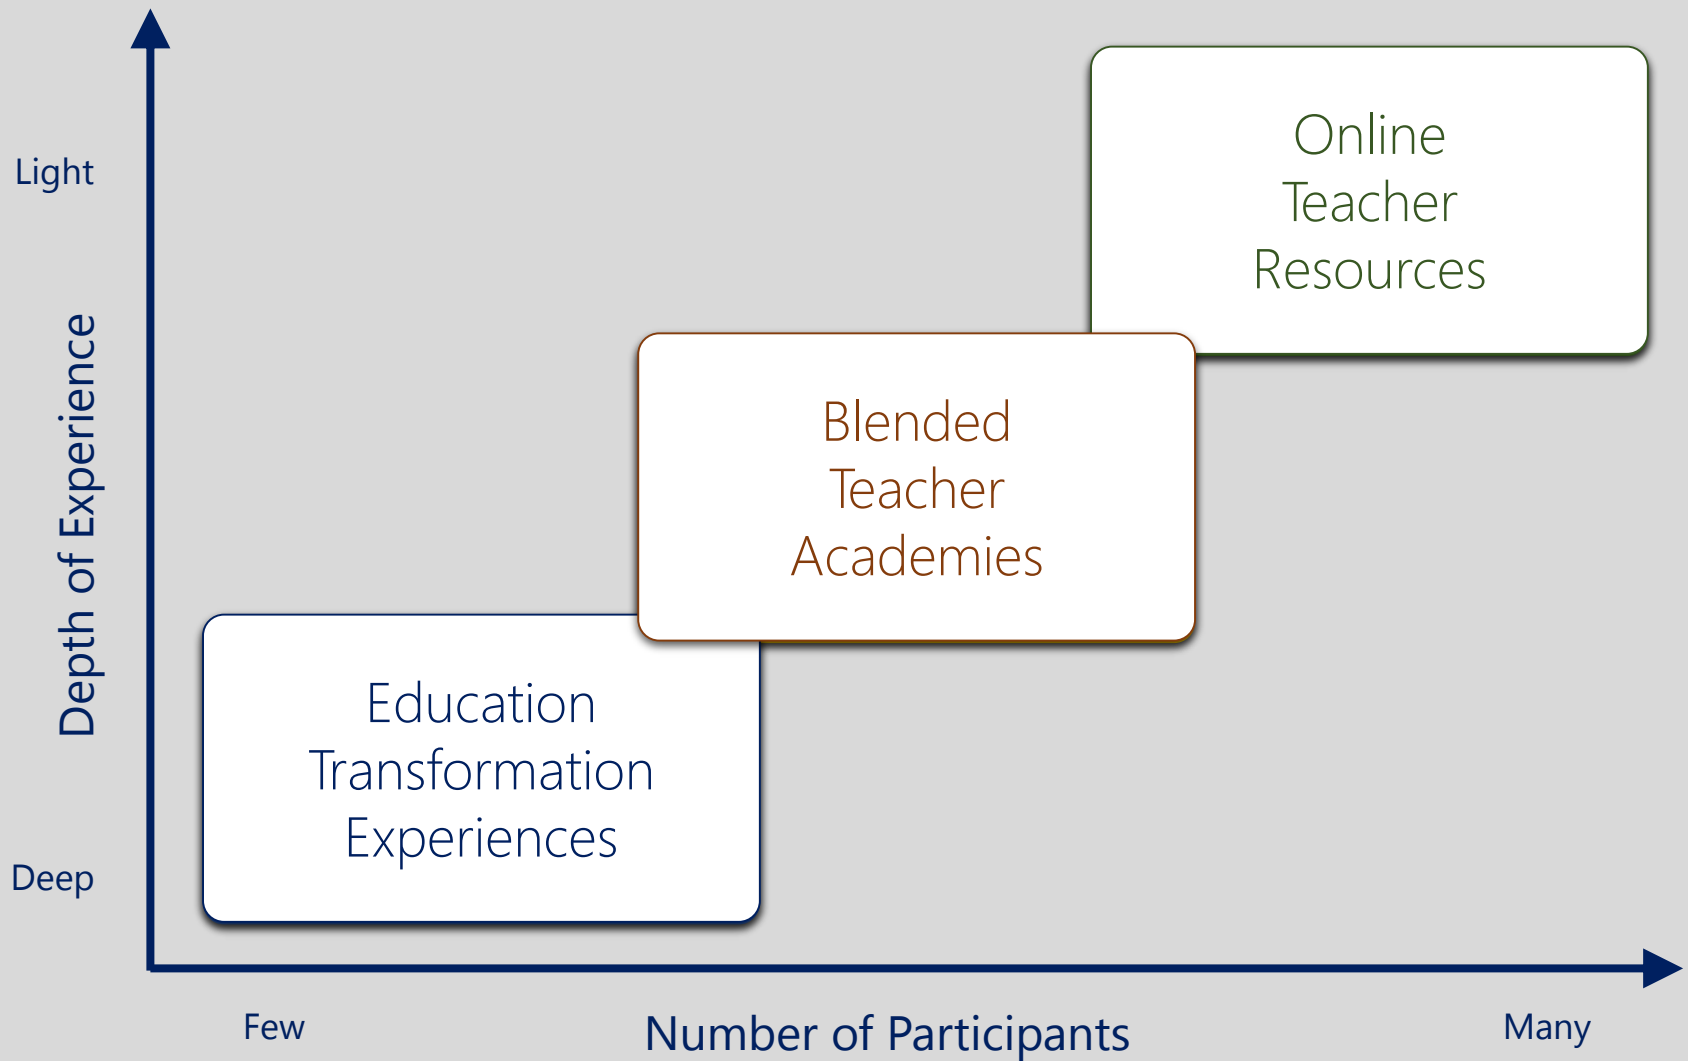 Light
Depth of Experience
Deep
Online
Teacher
Resources
Blended
Teacher
Academies
Education
Transformation
Experiences
Few
Number of Participants
Many